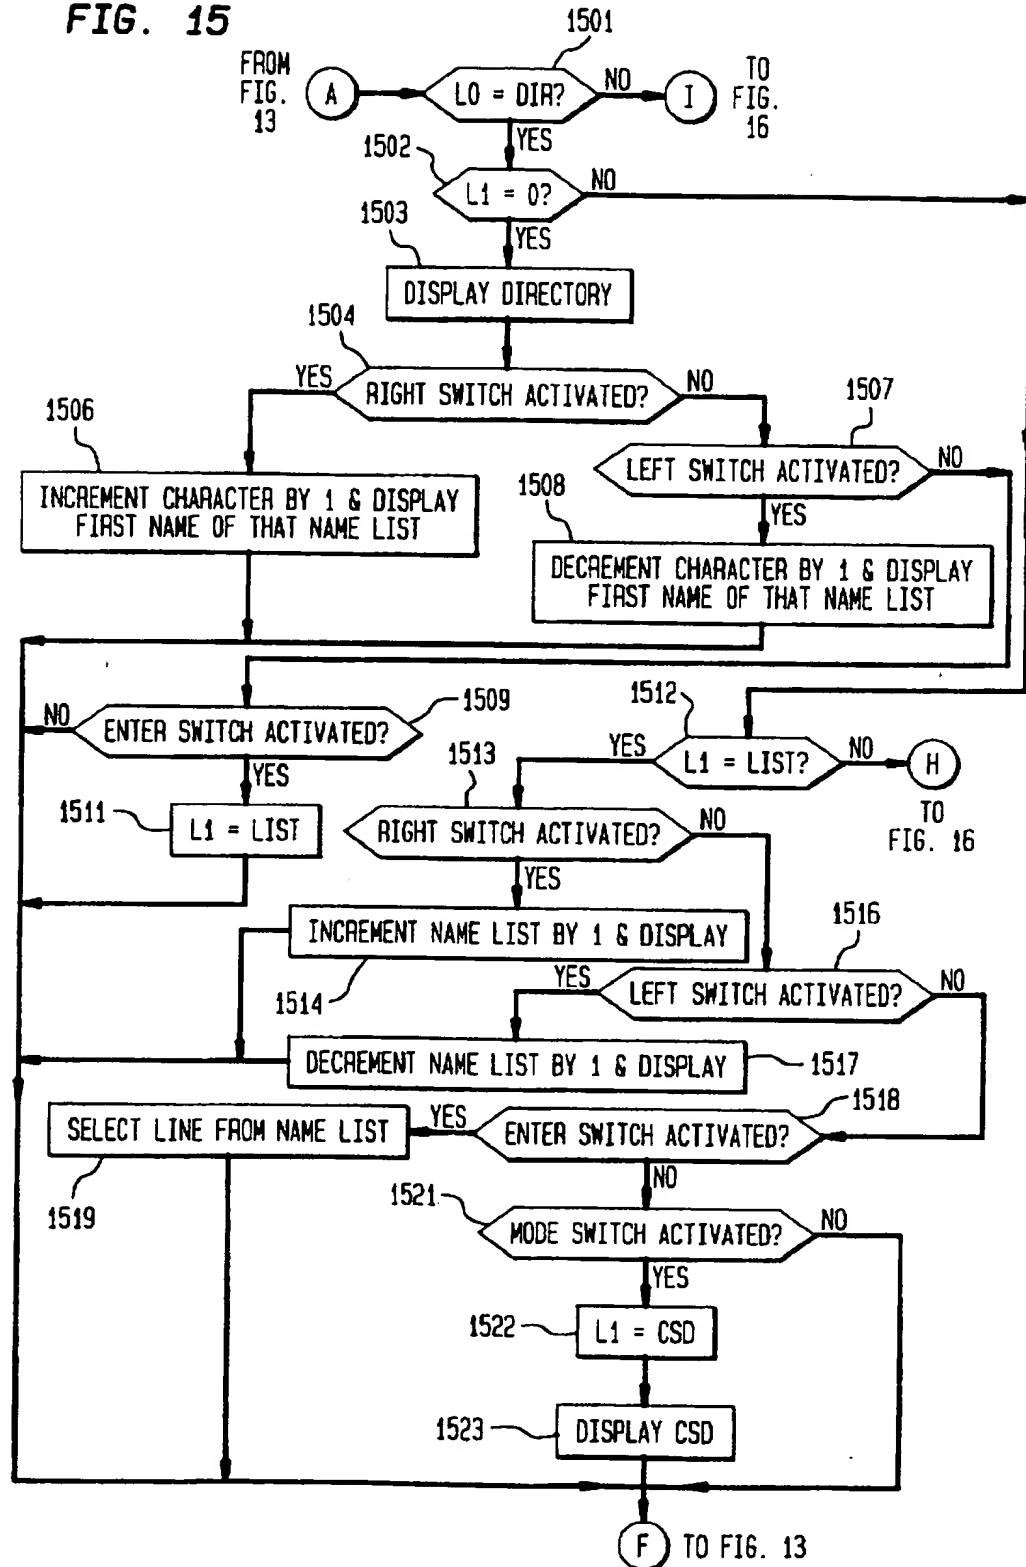 FIG. 15
1501
FROM
FIG.
13
A
L0 = DIR?
NO
I
TO
FIG.
16
YES
1502
L1 = 0?
NO
1503
YES
DISPLAY DIRECTORY
1504
YES
RIGHT SWITCH ACTIVATED?
NO
1506
1507
INCREMENT CHARACTER BY 1 & DISPLAY
FIRST NAME OF THAT NAME LIST
LEFT SWITCH ACTIVATED?
NO
1508
YES
DECREMENT CHARACTER BY 1 & DISPLAY
FIRST NAME OF THAT NAME LIST
1509
NO
ENTER SWITCH ACTIVATED?
YES
1511
L1 = LIST
1512
YES
L1 = LIST?
NO
H
TO
FIG. 16
1513
RIGHT SWITCH ACTIVATED?
NO
YES
INCREMENT NAME LIST BY 1 & DISPLAY
1514
1516
YES
LEFT SWITCH ACTIVATED?
NO
DECREMENT NAME LIST BY 1 & DISPLAY
1517
1518
SELECT LINE FROM NAME LIST
YES
ENTER SWITCH ACTIVATED?
1519
NO
1521
MODE SWITCH ACTIVATED?
NO
YES
1522
L1 = CSD
1523
DISPLAY CSD
F
TO FIG. 13